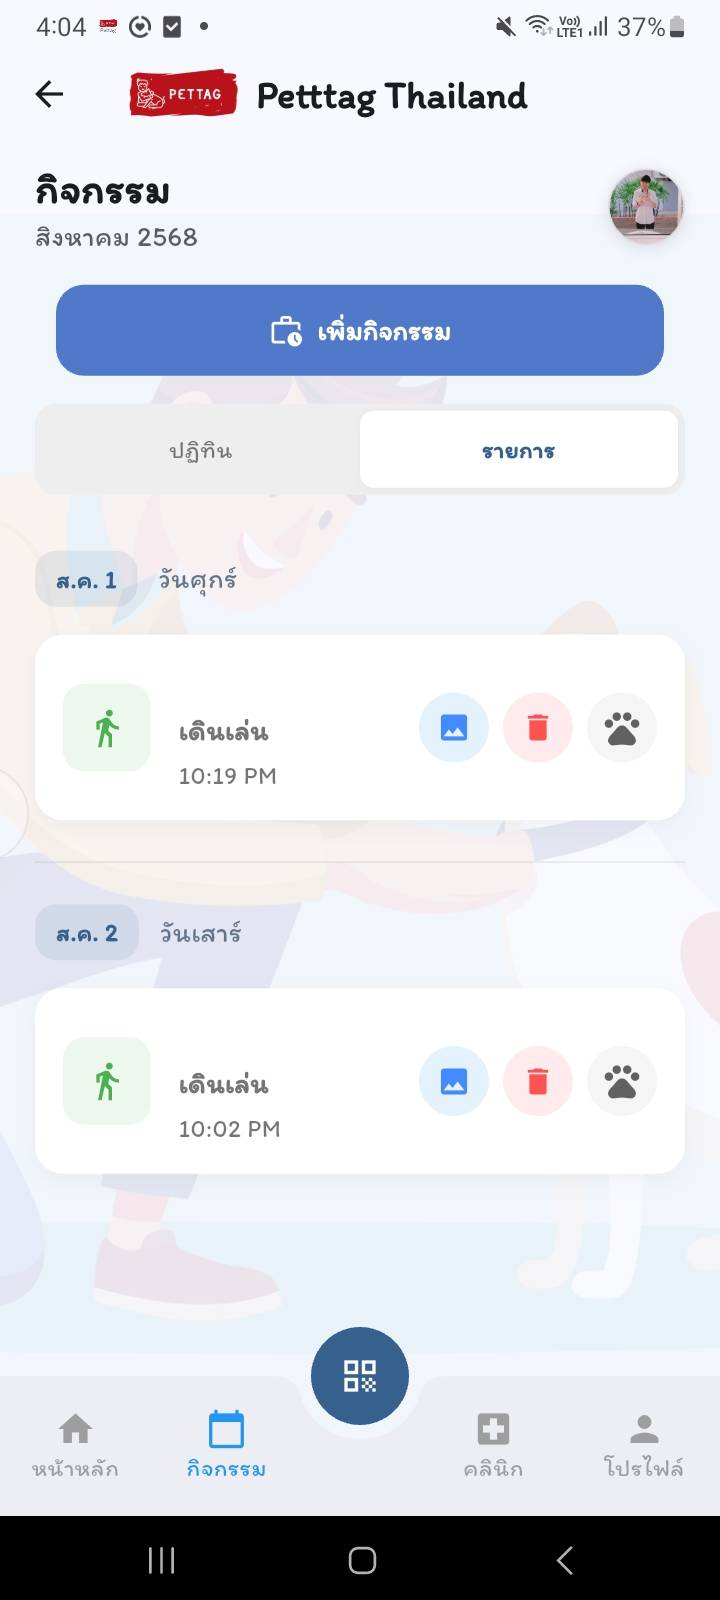 4:04
Vo))
LTE1
37%
PETTAG
Petttag Thailand
กิจกรรม
สิงหาคม 2568
เพิ่มกิจกรรม
ปฏิทิน
รายการ
ส.ค. 1
วันศุกร์
เดินเล่น
10:19 PM
ส.ค. 2
วันเสาร์
เดินเล่น
10:02 PM
หน้าหลัก
กิจกรรม
คลินิก
โปรไฟล์